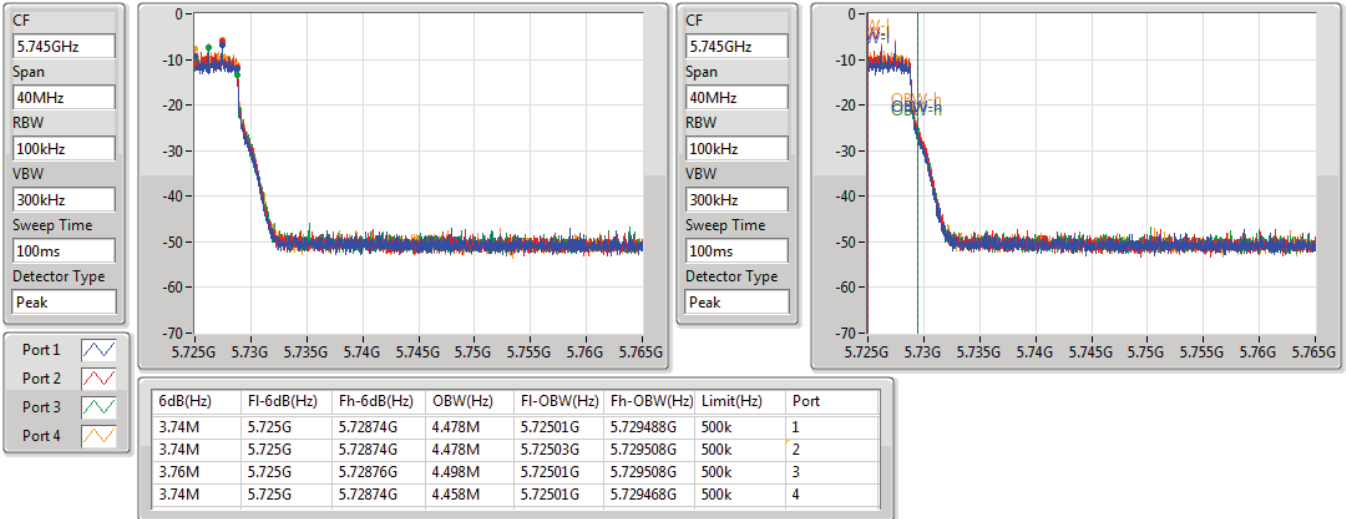 CF
5.745GHz
Span
40MHz
RBW
100kHz
VBW
300kHz
Sweep Time
100ms
Detector Type
Peak
0
-10
-20
-30
-40
-50
-60
-70
5.725G 5.73G 5.735G 5.74G 5.745G 5.75G 5.755G 5.76G 5.765G
CF
5.745GHz
Span
40MHz
RBW
100kHz
VBW
300kHz
Sweep Time
100ms
Detector Type
Peak
0
-10
-20
-30
-40
-50
-60
-70
OBW-h
5.725G 5.73G 5.735G 5.74G 5.745G 5.75G 5.755G 5.76G 5.765G
Port 1
Port 2
Port 3
Port 4
6dB(Hz) Fl-6dB(Hz) Fh-6dB(Hz) OBW(Hz) Fl-OBW(Hz) Fh-OBW(Hz) Limit(Hz) Port
3.74M 5.725G 5.72874G 4.478M 5.72501G 5.729488G 500k 1
3.74M 5.725G 5.72874G 4.478M 5.72503G 5.729508G 500k 2
3.76M 5.725G 5.72876G 4.498M 5.72501G 5.729508G 500k 3
3.74M 5.725G 5.72874G 4.458M 5.72501G 5.729468G 500k 4